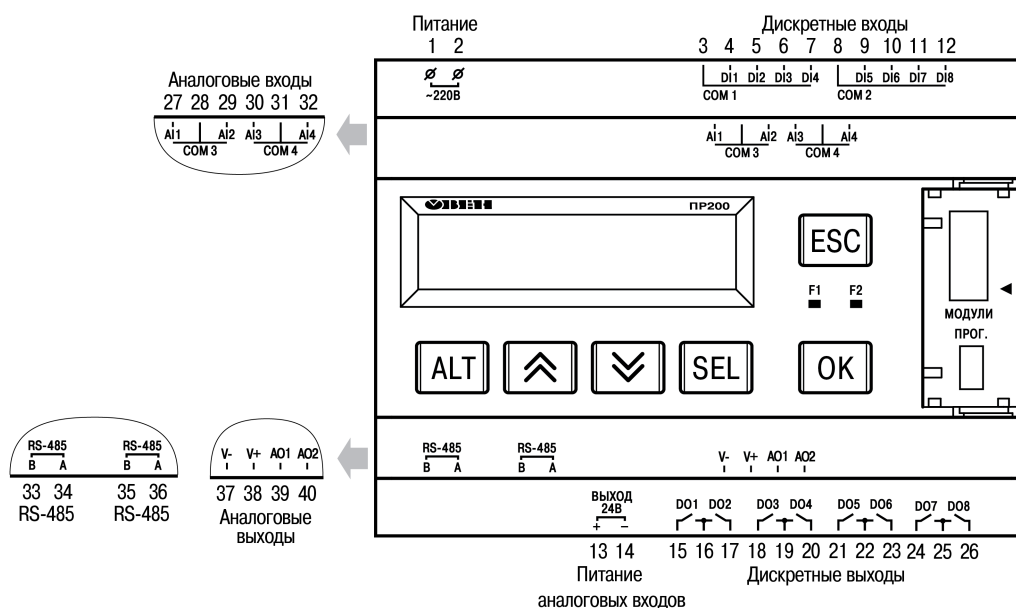 Питание
1 2
Дискретные входы
3 4 5 6 7 8 9 10 11 12
~220В
DI1 DI2 DI3 DI4 DI5 DI6 DI7 DI8
COM 1 COM 2
Аналоговые входы
27 28 29 30 31 32
AI1 AI2 AI3 AI4
COM 3 COM 4
AI1 AI2 AI3 AI4
COM 3 COM 4
ОВЕН ПР200
ESC
F1 F2
МОДУЛИ
ПРОГ.
ALT SEL OK
RS-485 RS-485
B A B A
33 34 35 36
RS-485 RS-485
V- V+ AO1 AO2
37 38 39 40
Аналоговые
выходы
RS-485 RS-485
B A B A
V- V+ AO1 AO2
ВЫХОД
24В
+ −
DO1 DO2 DO3 DO4 DO5 DO6 DO7 DO8
13 14 15 16 17 18 19 20 21 22 23 24 25 26
Питание
аналоговых входов
Дискретные выходы